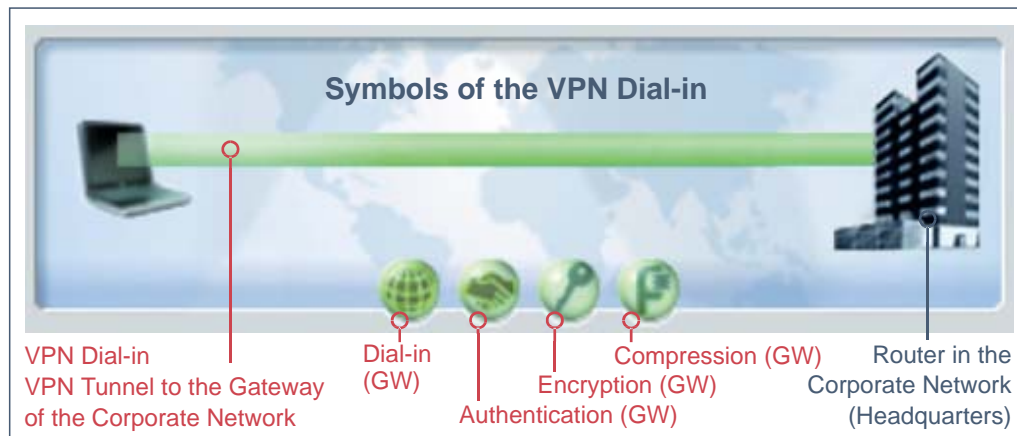 Symbols of the VPN Dial-in
VPN Dial-in
VPN Tunnel to the Gateway
of the Corporate Network
Dial-in
(GW)
Authentication (GW)
Encryption (GW)
Compression (GW)
Router in the
Corporate Network
(Headquarters)